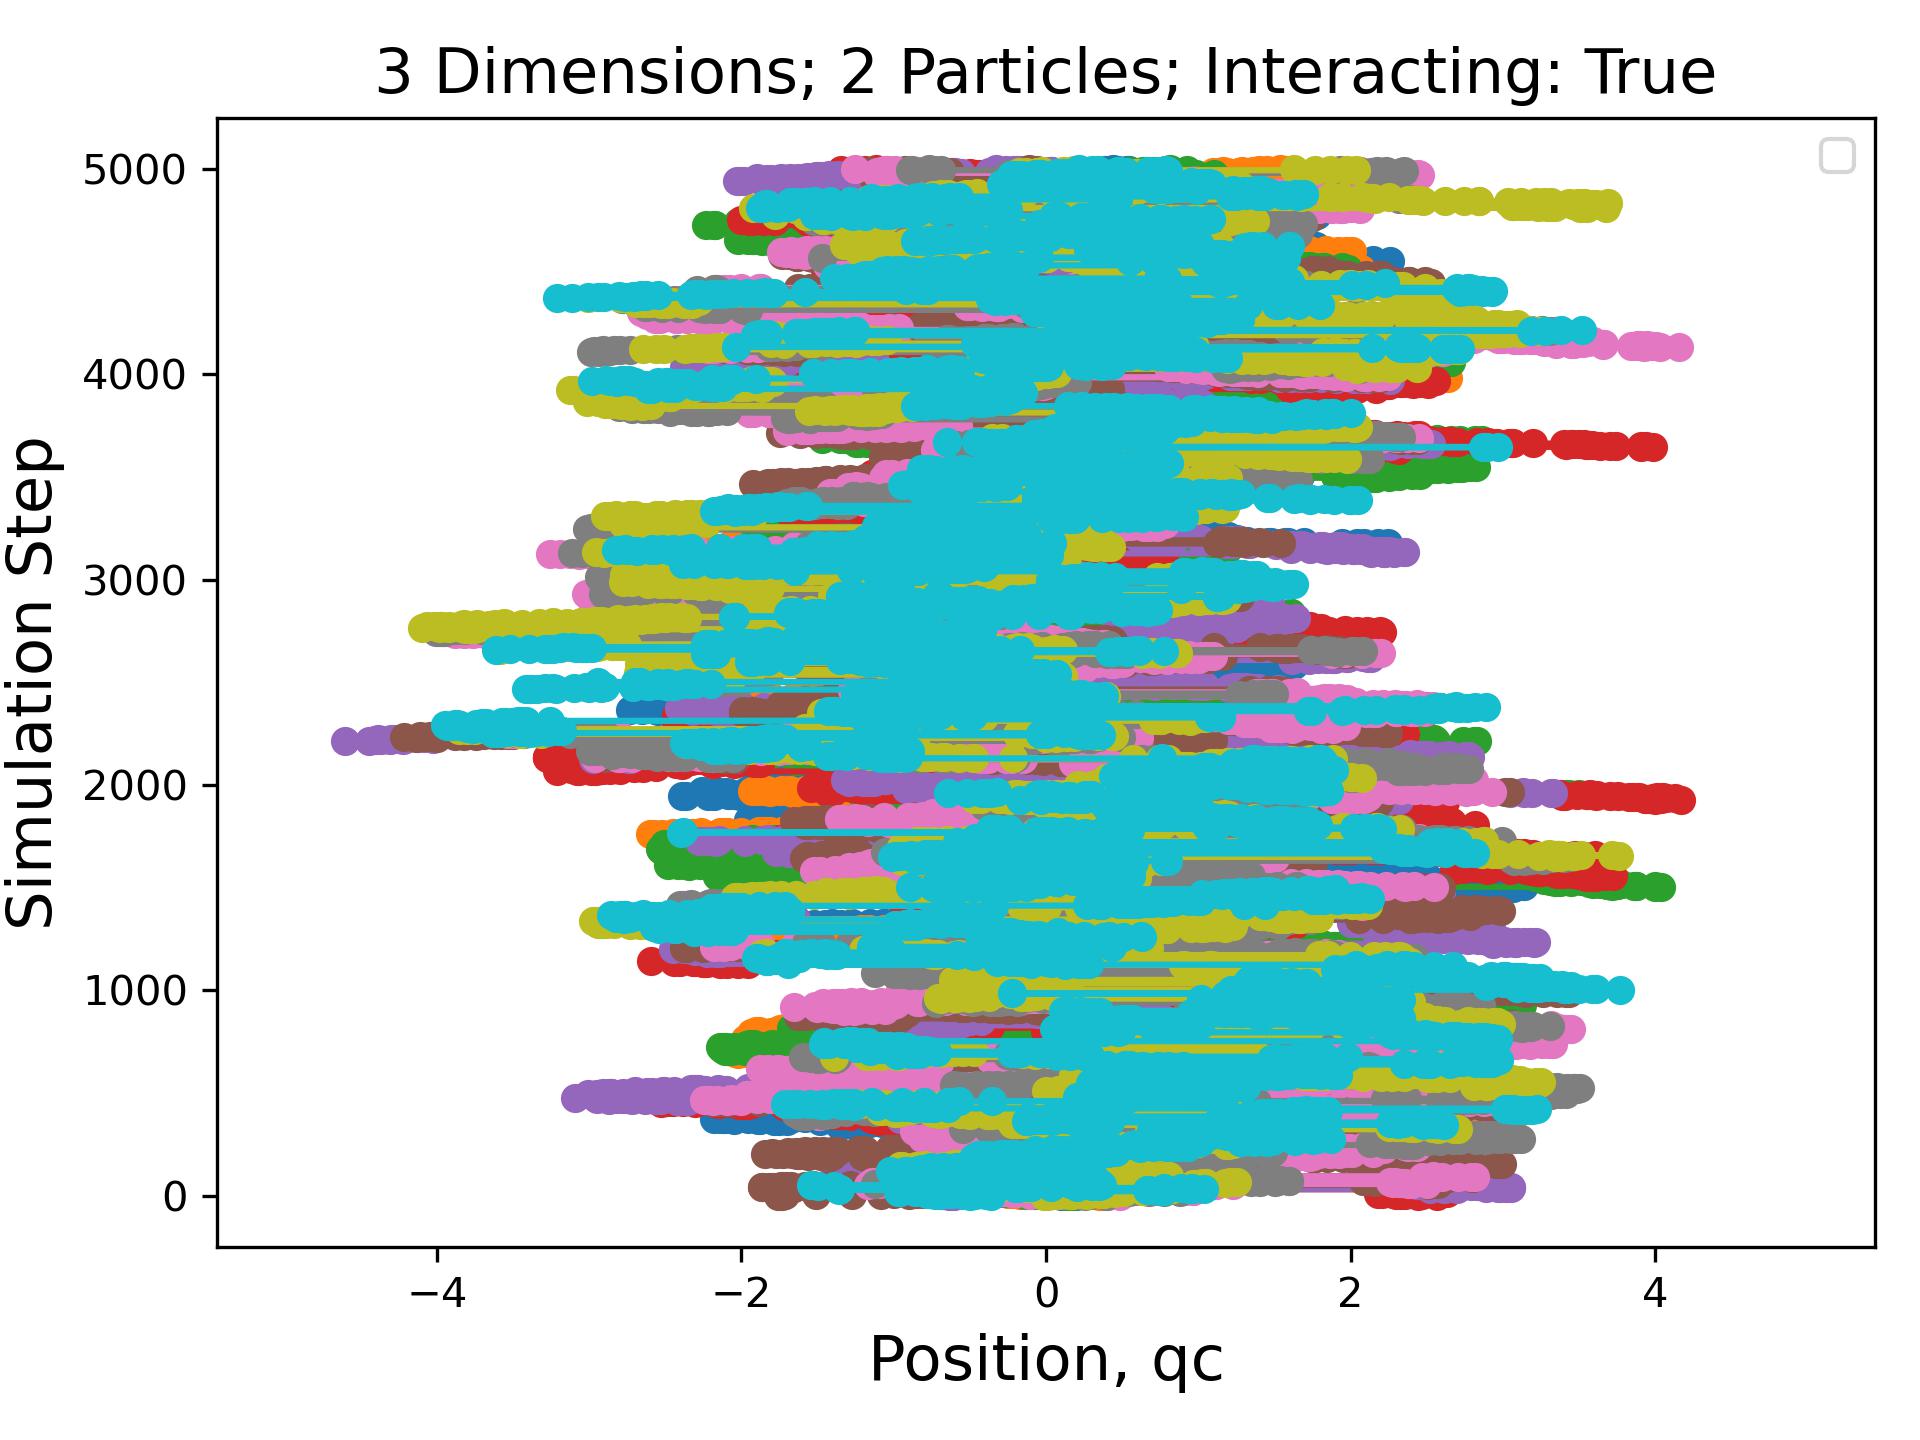 3 Dimensions; 2 Particles; Interacting: True
5000
4000
3000
2000
1000
0
Simulation Step
−4 −2 0 2 4
Position, qc